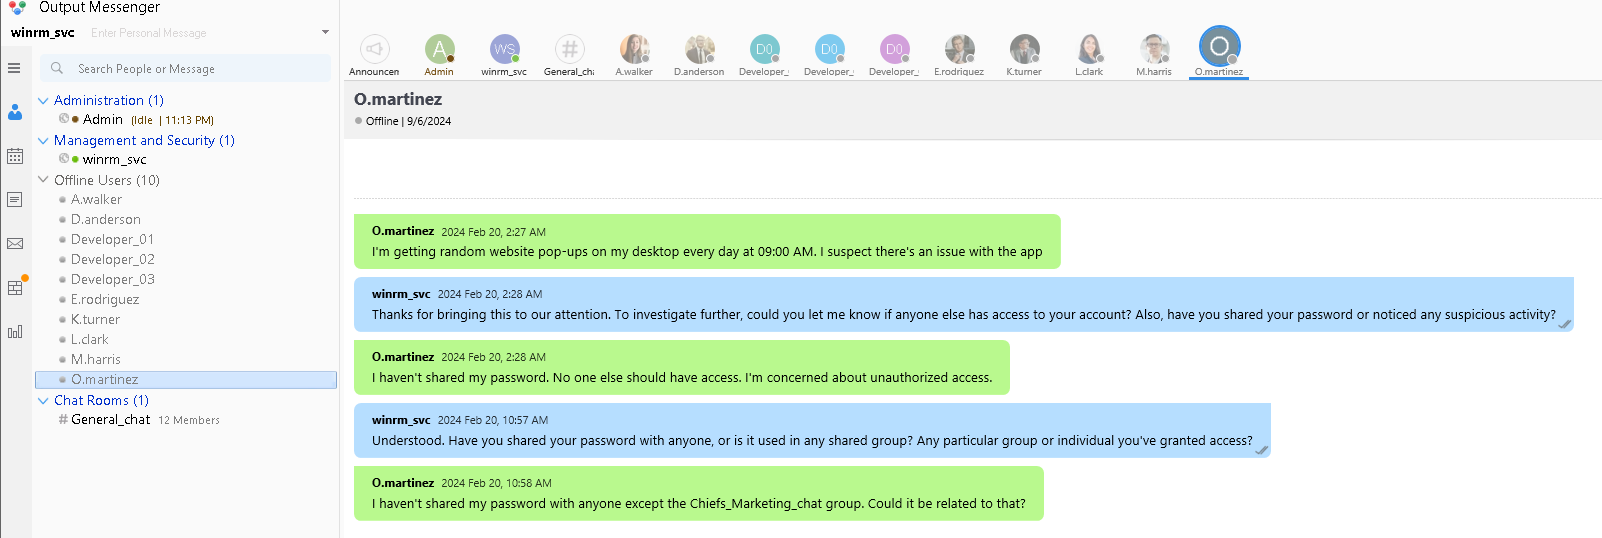 Output Messenger
winrm_svc Enter Personal Message
Search People or Message
Administration (1)
Admin (Idle | 11:13 PM)
Management and Security (1)
winrm_svc
Offline Users (10)
A.walker
D.anderson
Developer_01
Developer_02
Developer_03
E.rodriguez
K.turner
L.clark
M.harris
O.martinez
Chat Rooms (1)
# General_chat 12 Members
A WS # D0 D0 D0 O
Announcen Admin winrm_svc General_cha A.walker D.anderson Developer_ Developer_ Developer_ E.rodriquez K.turner L.clark M.harris O.martinez
O.martinez
Offline | 9/6/2024
O.martinez 2024 Feb 20, 2:27 AM
I'm getting random website pop-ups on my desktop every day at 09:00 AM. I suspect there's an issue with the app
winrm_svc 2024 Feb 20, 2:28 AM
Thanks for bringing this to our attention. To investigate further, could you let me know if anyone else has access to your account? Also, have you shared your password or noticed any suspicious activity?
O.martinez 2024 Feb 20, 2:28 AM
I haven't shared my password. No one else should have access. I'm concerned about unauthorized access.
winrm_svc 2024 Feb 20, 10:57 AM
Understood. Have you shared your password with anyone, or is it used in any shared group? Any particular group or individual you've granted access?
O.martinez 2024 Feb 20, 10:58 AM
I haven't shared my password with anyone except the Chiefs_Marketing_chat group. Could it be related to that?